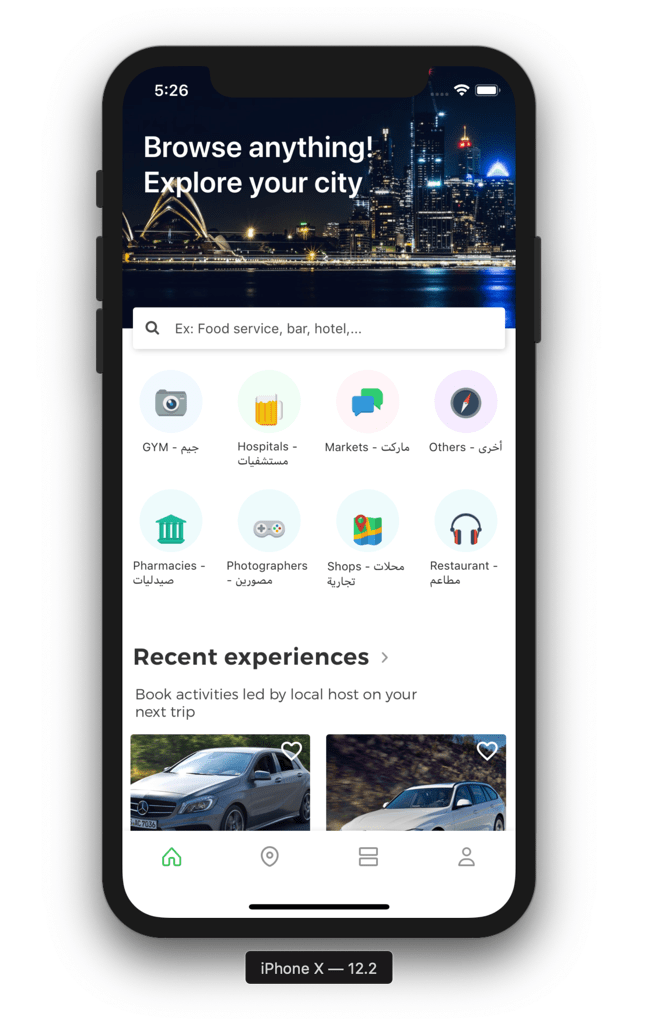 5:26
Browse anything!
Explore your city
Ex: Food service, bar, hotel,...
GYM - جيم
Hospitals -
مستشفيات
Markets - ماركت
Others - أخرى
Pharmacies -
صيدليات
Photographers
- مصورين
Shops - محلات
تجارية
Restaurant -
مطاعم
Recent experiences
Book activities led by local host on your
next trip
iPhone X — 12.2